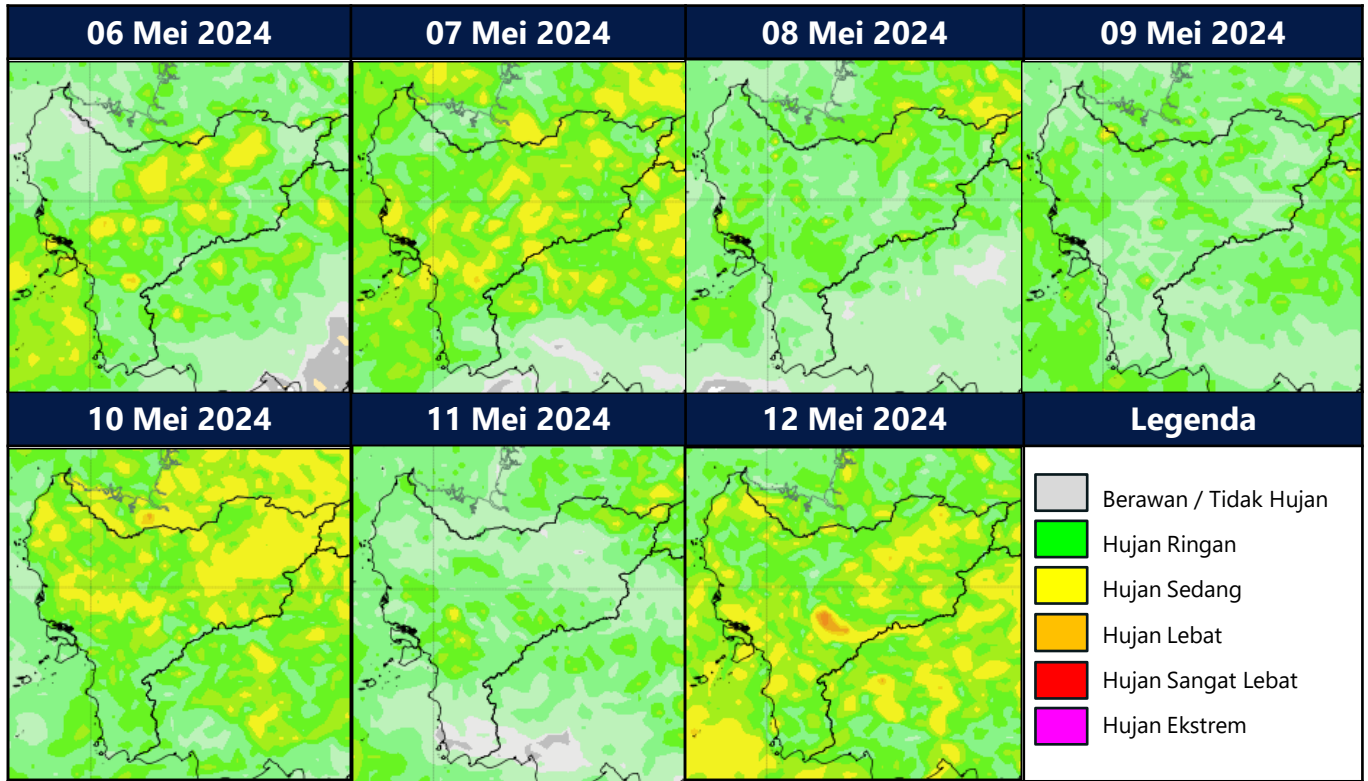 06 Mei 2024
07 Mei 2024
08 Mei 2024
09 Mei 2024
10 Mei 2024
11 Mei 2024
12 Mei 2024
Legenda
Berawan / Tidak Hujan
Hujan Ringan
Hujan Sedang
Hujan Lebat
Hujan Sangat Lebat
Hujan Ekstrem